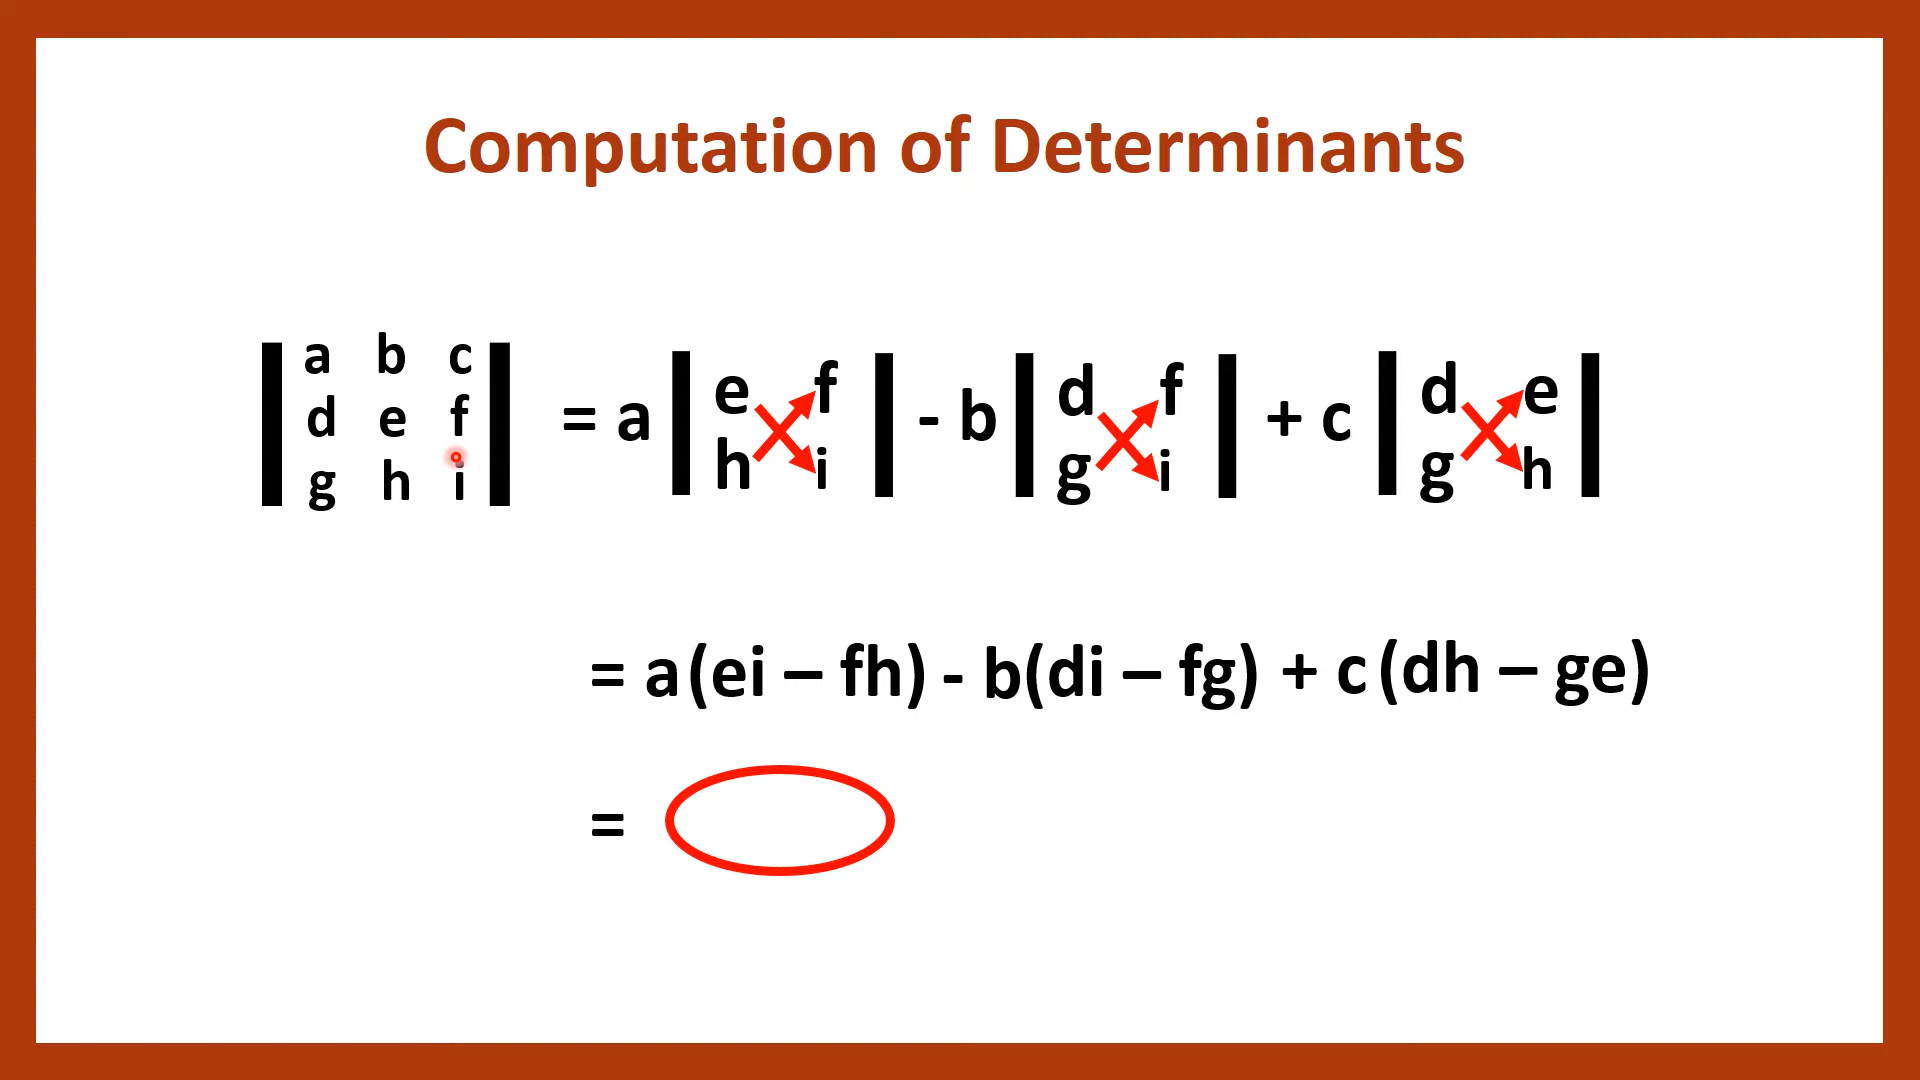 Computation of Determinants
| a b c |
| d e f | = a | e f | - b | d f | + c | d e |
| g h i | | h i | | g i | | g h |
= a(ei – fh) - b(di – fg) + c(dh – ge)
=